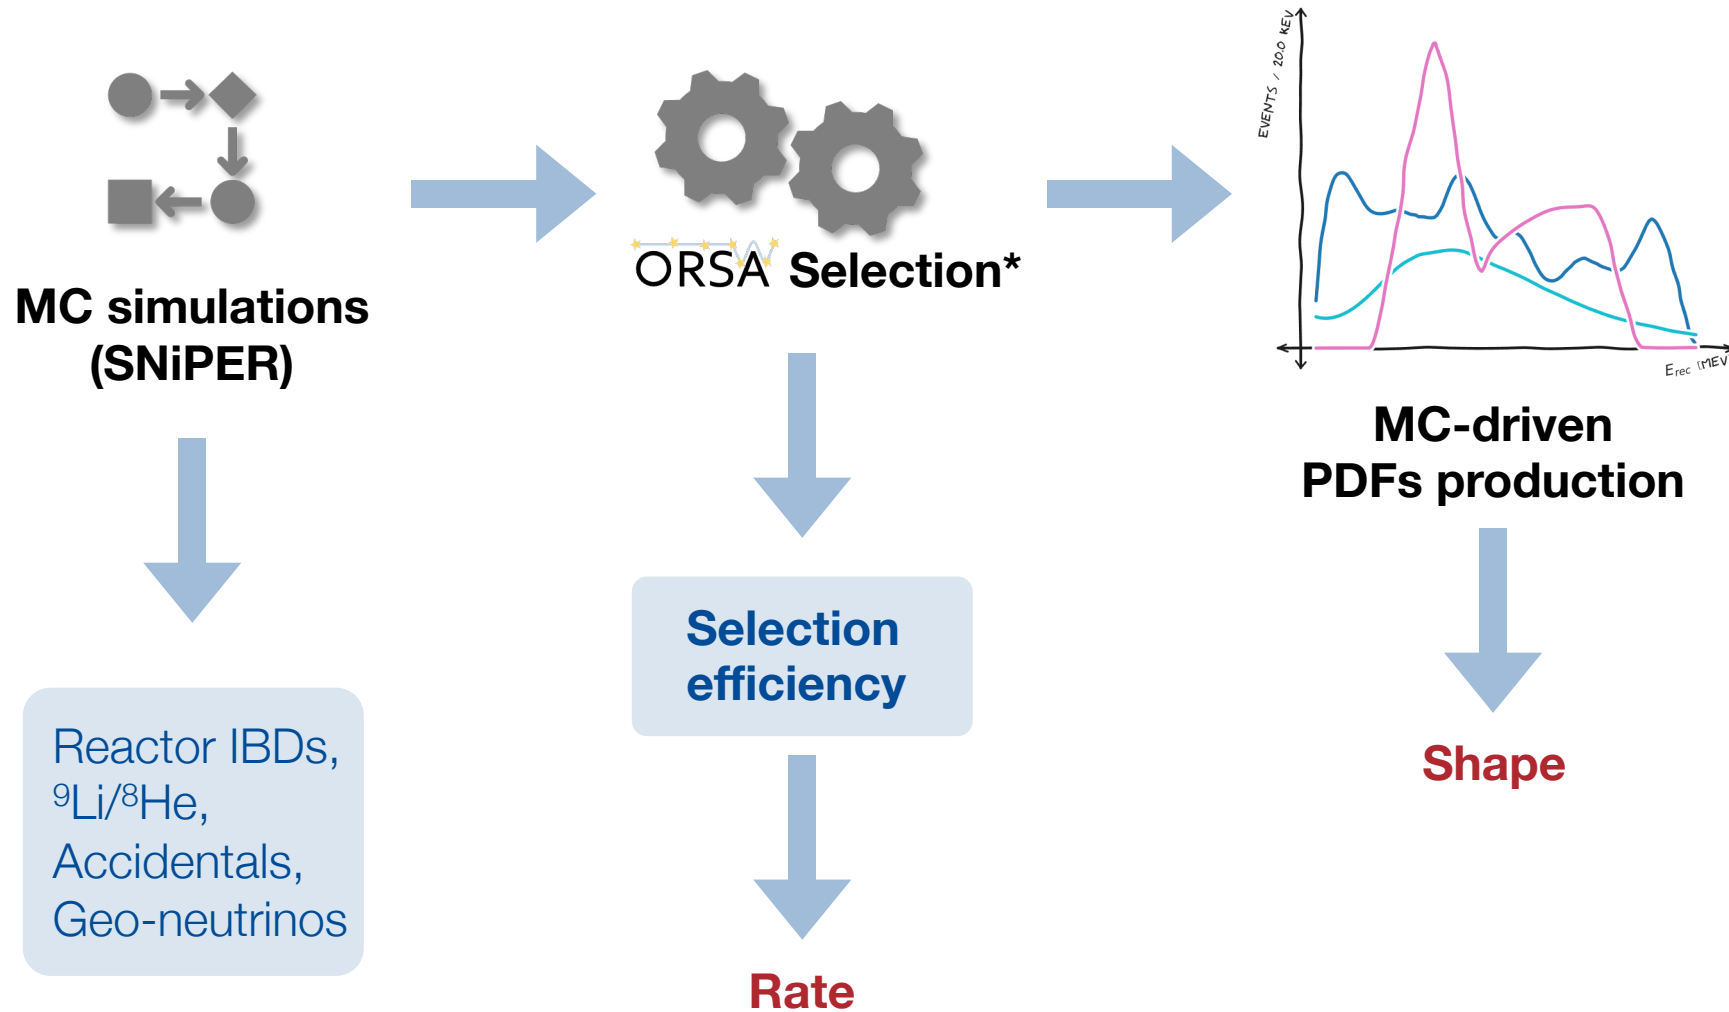 MC simulations
(SNiPER)
Reactor IBDs,
⁹Li/⁸He,
Accidentals,
Geo-neutrinos
ORSA Selection*
Selection
efficiency
Rate
EVENTS / 20.0 KEV
E_rec [MEV
MC-driven
PDFs production
Shape